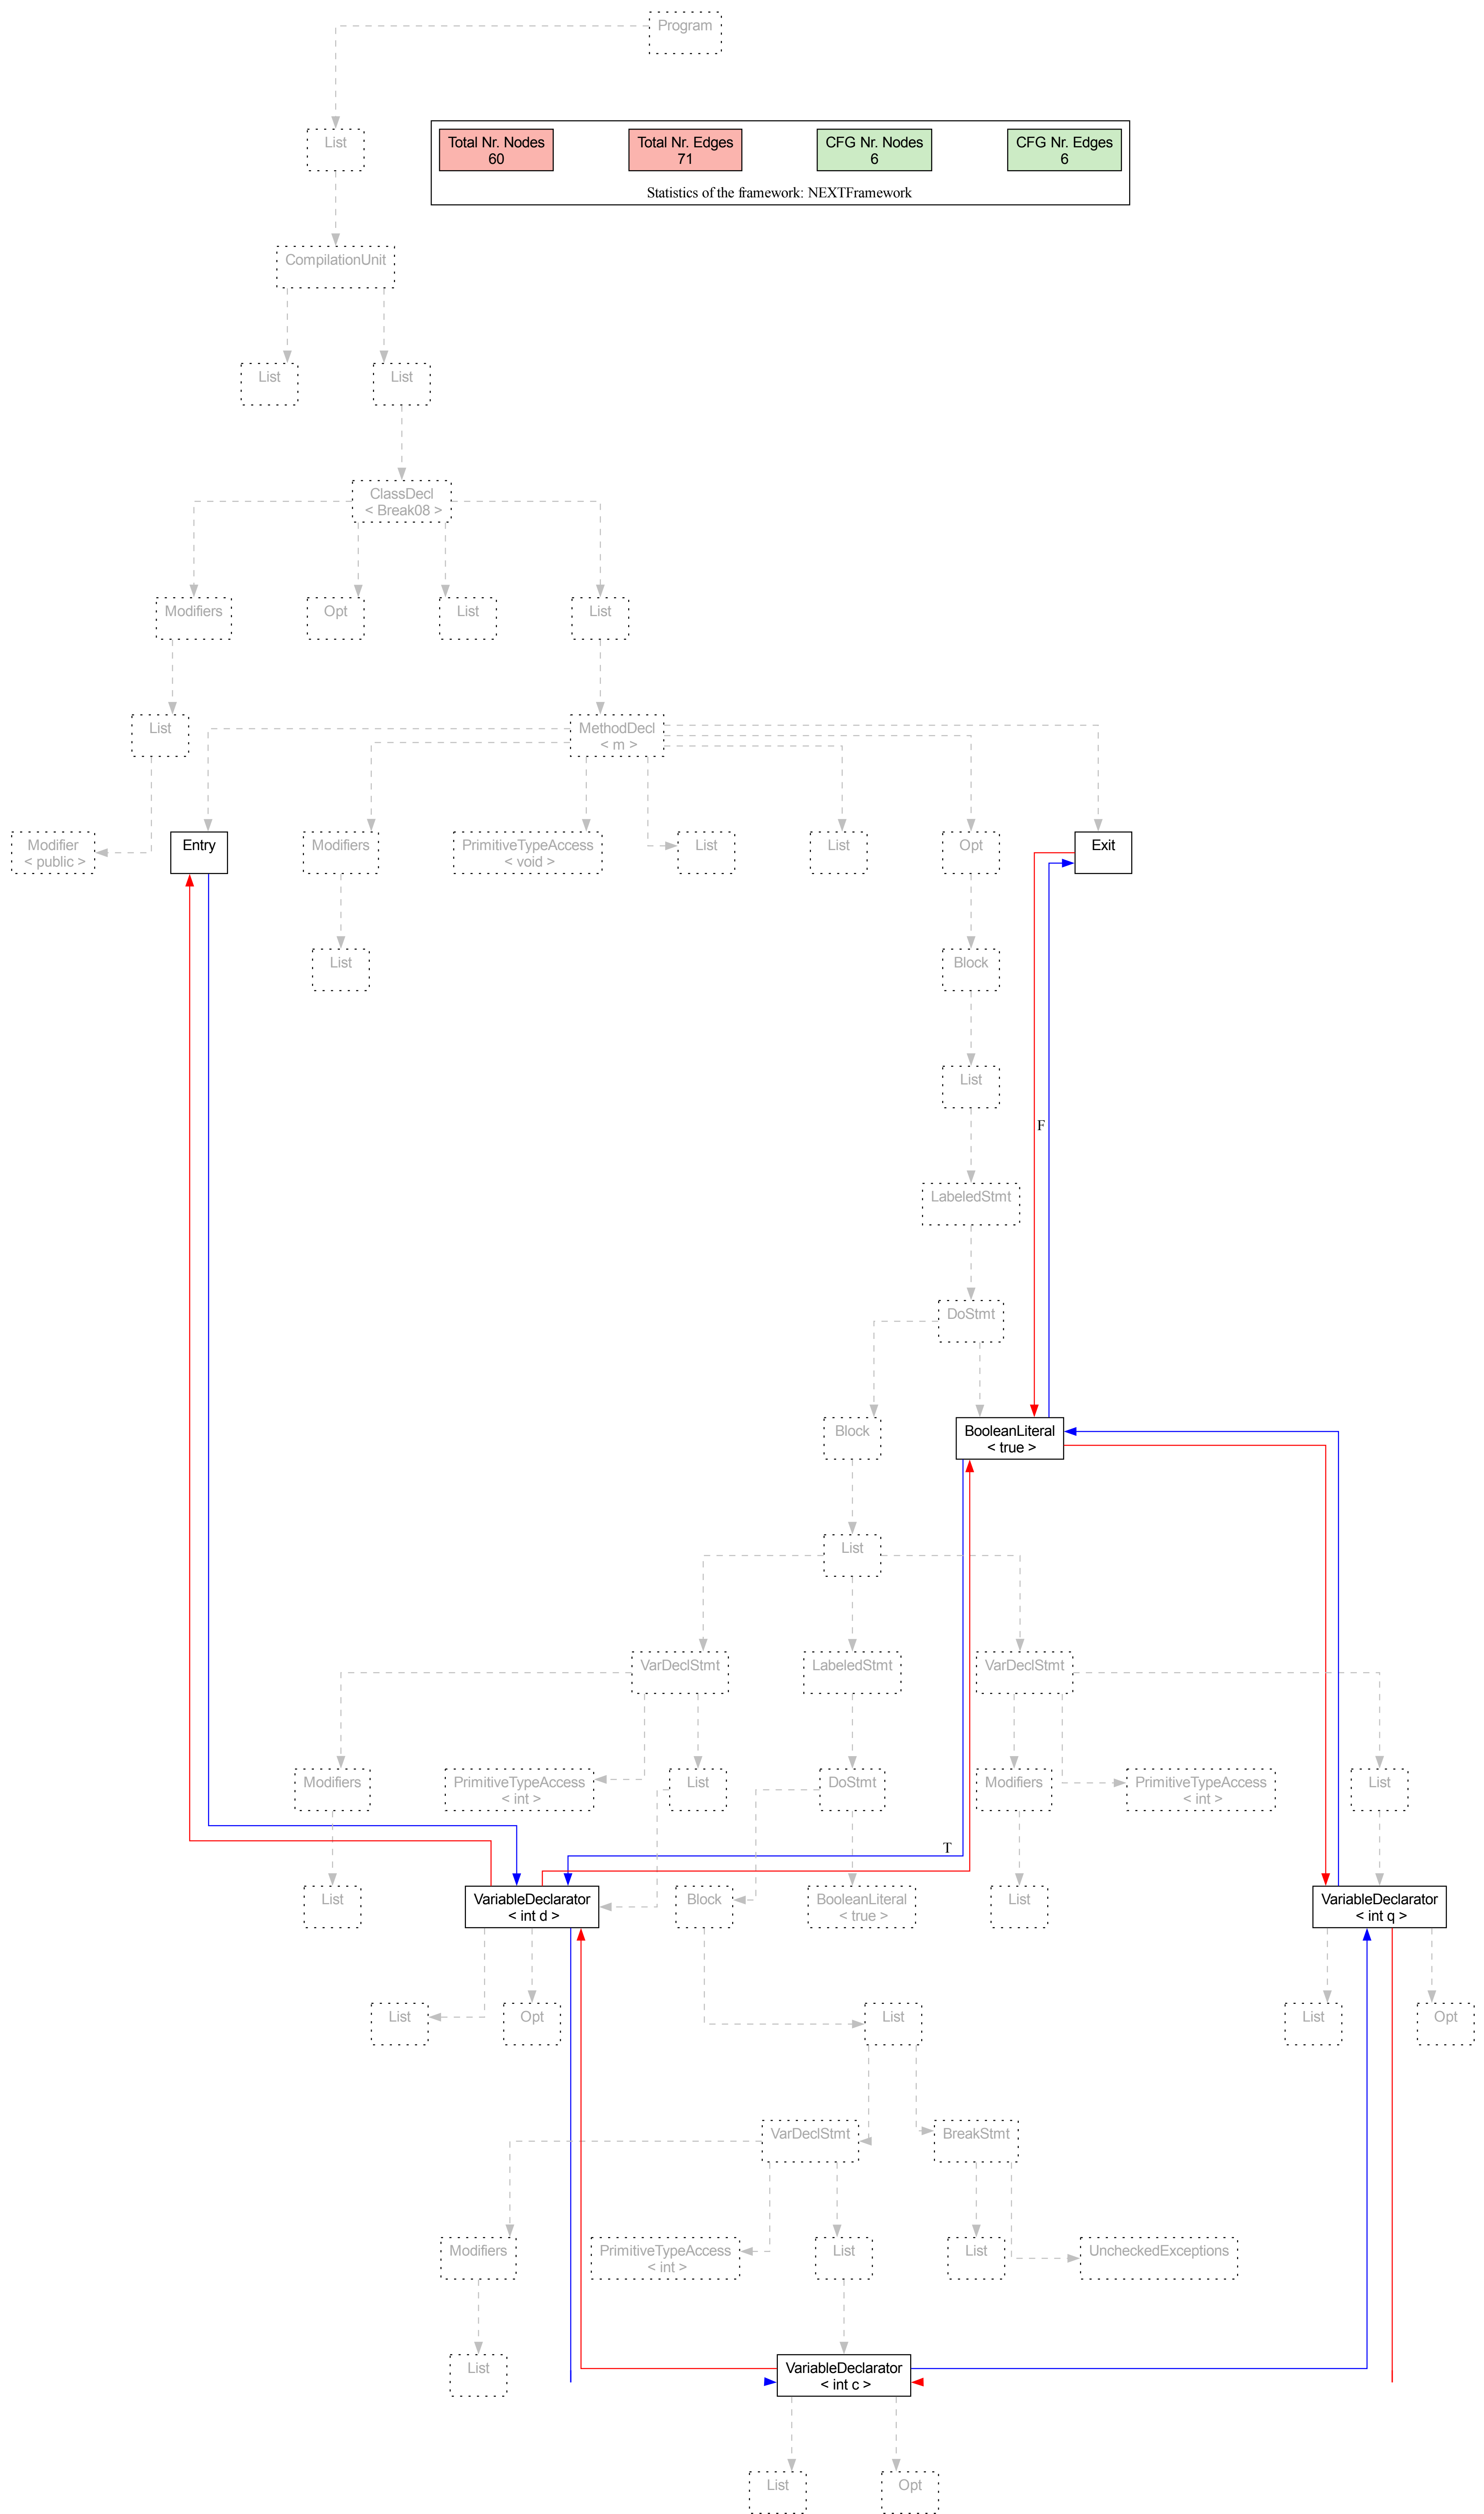 Program
List
Total Nr. Nodes
60
Total Nr. Edges
71
CFG Nr. Nodes
6
CFG Nr. Edges
6
Statistics of the framework: NEXTFramework
CompilationUnit
List
List
ClassDecl
< Break08 >
Modifiers
Opt
List
List
List
MethodDecl
< m >
Modifier
< public >
Entry
Modifiers
PrimitiveTypeAccess
< void >
List
List
Opt
Exit
List
Block
List
F
LabeledStmt
DoStmt
Block
BooleanLiteral
< true >
List
VarDeclStmt
LabeledStmt
VarDeclStmt
Modifiers
PrimitiveTypeAccess
< int >
List
DoStmt
Modifiers
PrimitiveTypeAccess
< int >
List
T
List
VariableDeclarator
< int d >
Block
BooleanLiteral
< true >
List
VariableDeclarator
< int q >
List
Opt
List
List
Opt
VarDeclStmt
BreakStmt
Modifiers
PrimitiveTypeAccess
< int >
List
List
UncheckedExceptions
List
VariableDeclarator
< int c >
List
Opt